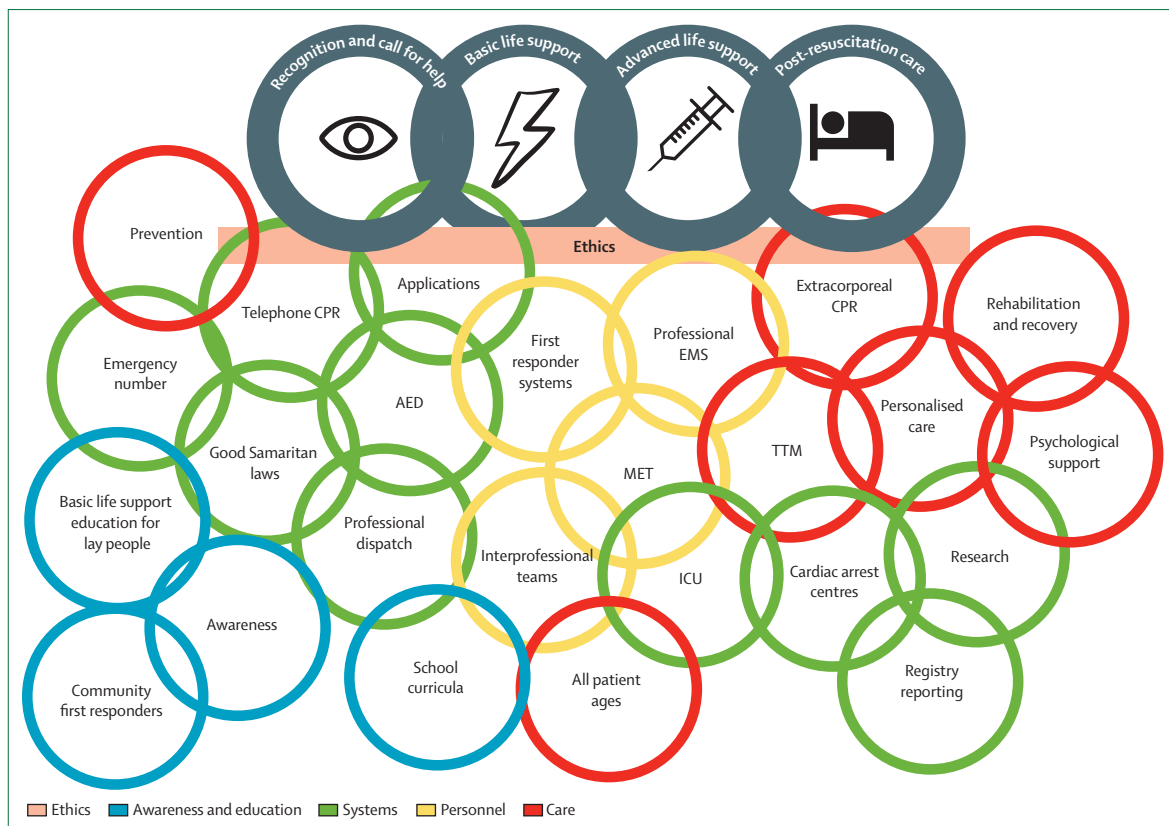 Recognition and call for help
Basic life support
Advanced life support
Post-resuscitation care
Ethics
Prevention
Telephone CPR
Applications
Extracorporeal
CPR
Rehabilitation
and recovery
Emergency
number
First
responder
systems
Professional
EMS
AED
Personalised
care
Psychological
support
Good Samaritan
laws
MET
TTM
Basic life support
education for
lay people
Professional
dispatch
Interprofessional
teams
ICU
Cardiac arrest
centres
Research
Awareness
School
curricula
All patient
ages
Registry
reporting
Community
first responders
Ethics
Awareness and education
Systems
Personnel
Care